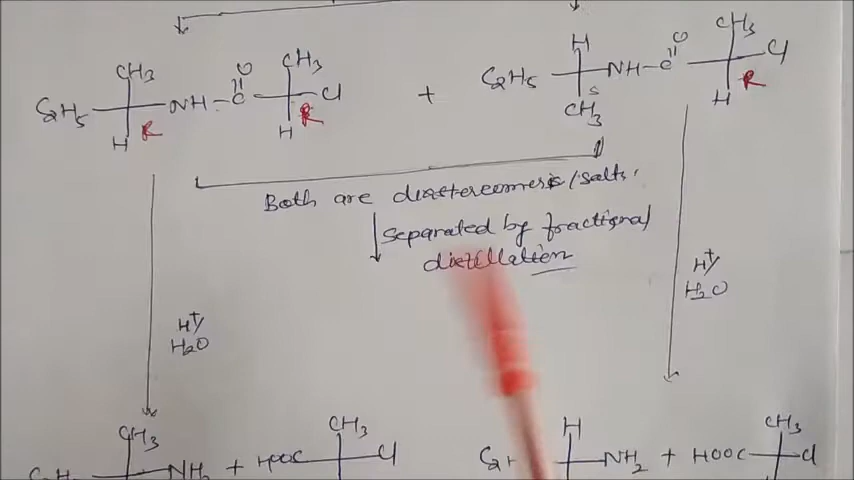 CH3 O CH3
C2H5 NH-C Cl
H R H R
+
H O CH3
C2H5 NH-C Cl
S CH3 H R
Both are diastereomeric/salts.
separated by fractional
distillation
H+/
H2O
H+/
H2O
CH3 CH3
NH2 + HOOC Cl
H CH3
NH2 + HOOC Cl